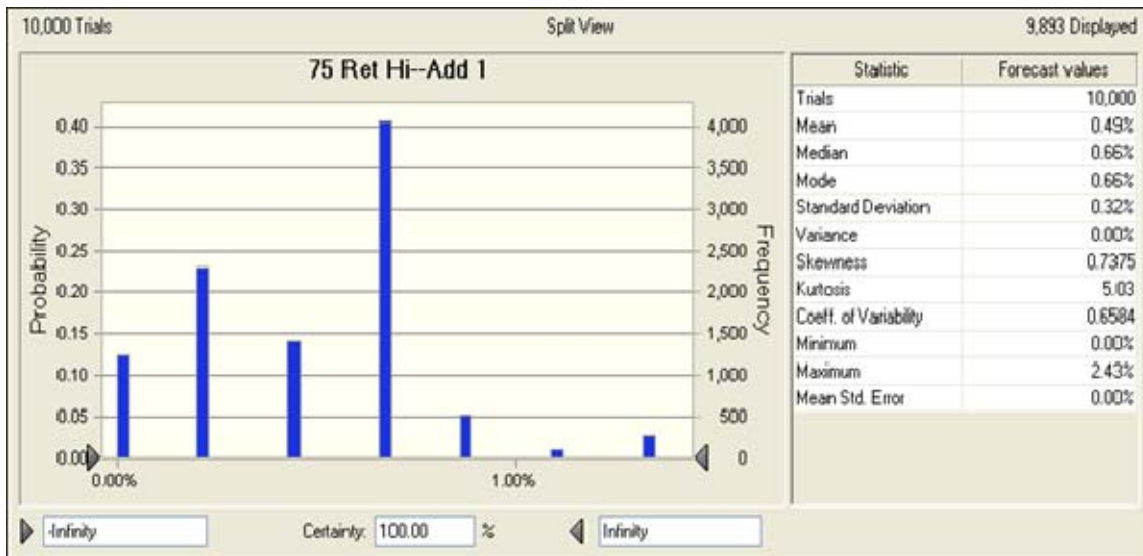 10,000 Trials
Split View
9,893 Displayed
75 Ret Hi--Add 1
Probability
0.40
0.35
0.30
0.25
0.20
0.15
0.10
0.05
0.00
4,000
3,500
3,000
2,500
2,000
1,500
1,000
500
0
Frequency
0.00%
1.00%
Statistic Forecast values
Trials 10,000
Mean 0.49%
Median 0.66%
Mode 0.66%
Standard Deviation 0.32%
Variance 0.00%
Skewness 0.7375
Kurtosis 5.03
Coeff. of Variability 0.6584
Minimum 0.00%
Maximum 2.43%
Mean Std. Error 0.00%
-Infinity Certainty: 100.00 % Infinity